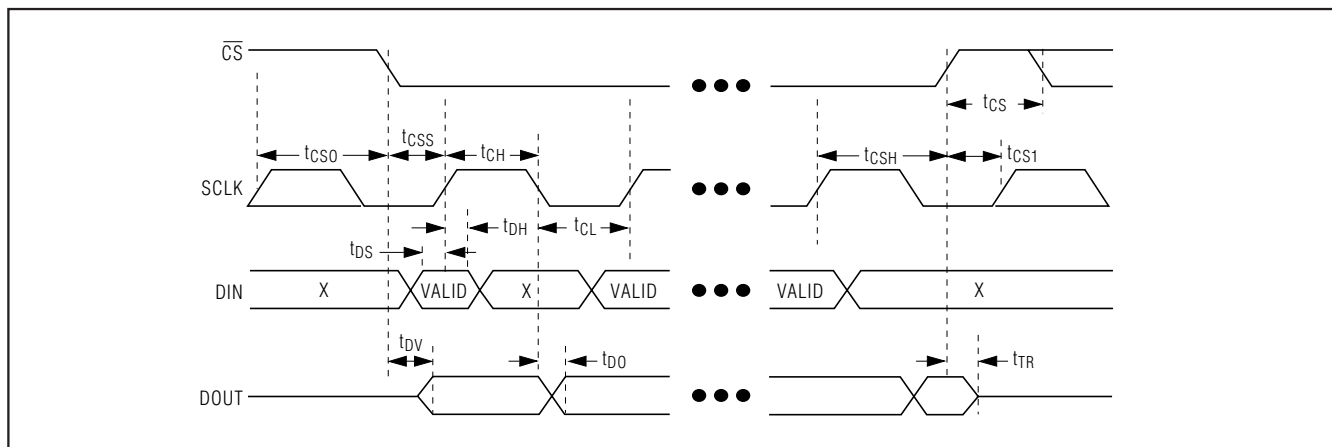 CS
tCS
tCSO tCSS tCH tCSH tCS1
SCLK
tDH tCL
tDS
DIN X VALID X VALID VALID X
tDV tDO tTR
DOUT